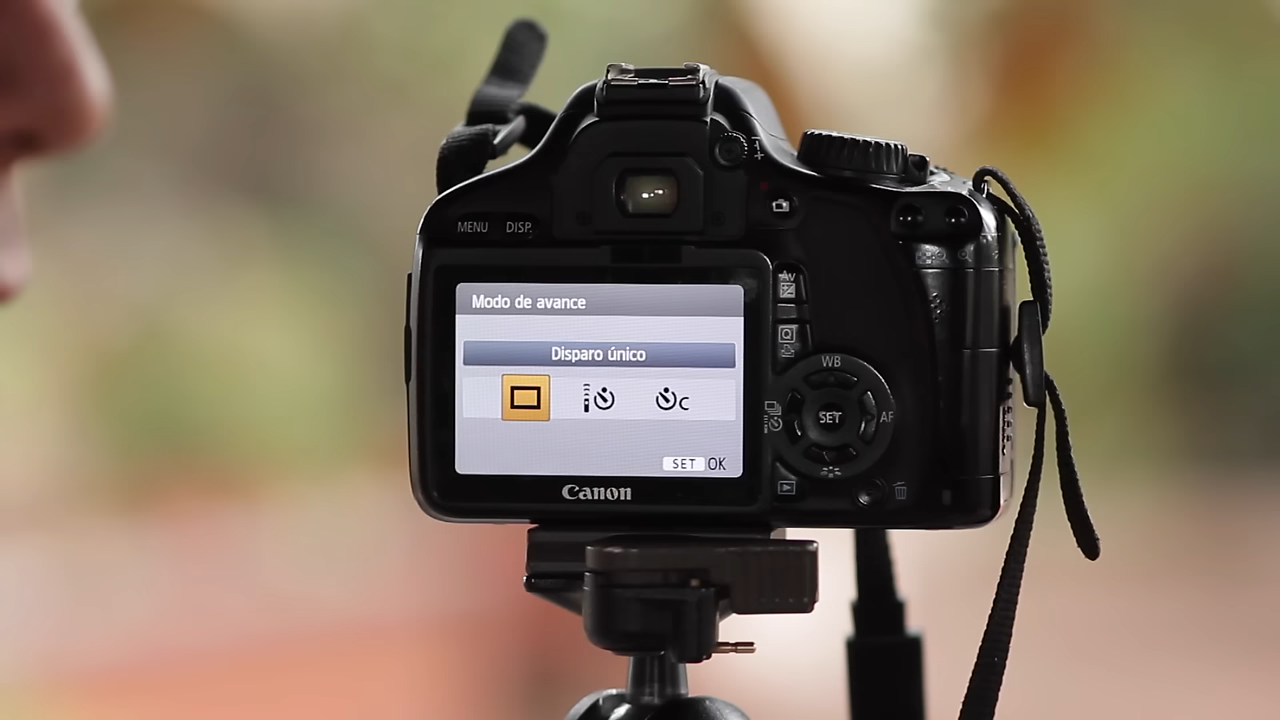 MENU DISP.
Av
Q
Modo de avance
Disparo único
C
SET OK
WB
SET
AF
Canon